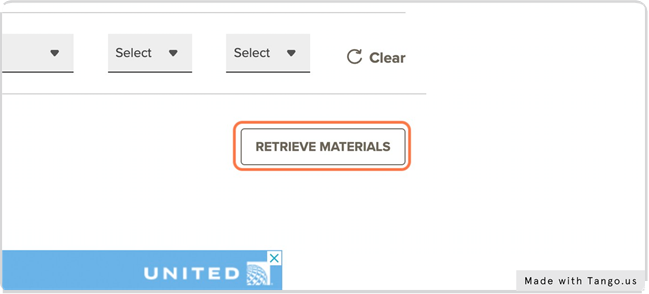 Select Select Clear
RETRIEVE MATERIALS
UNITED
Made with Tango.us